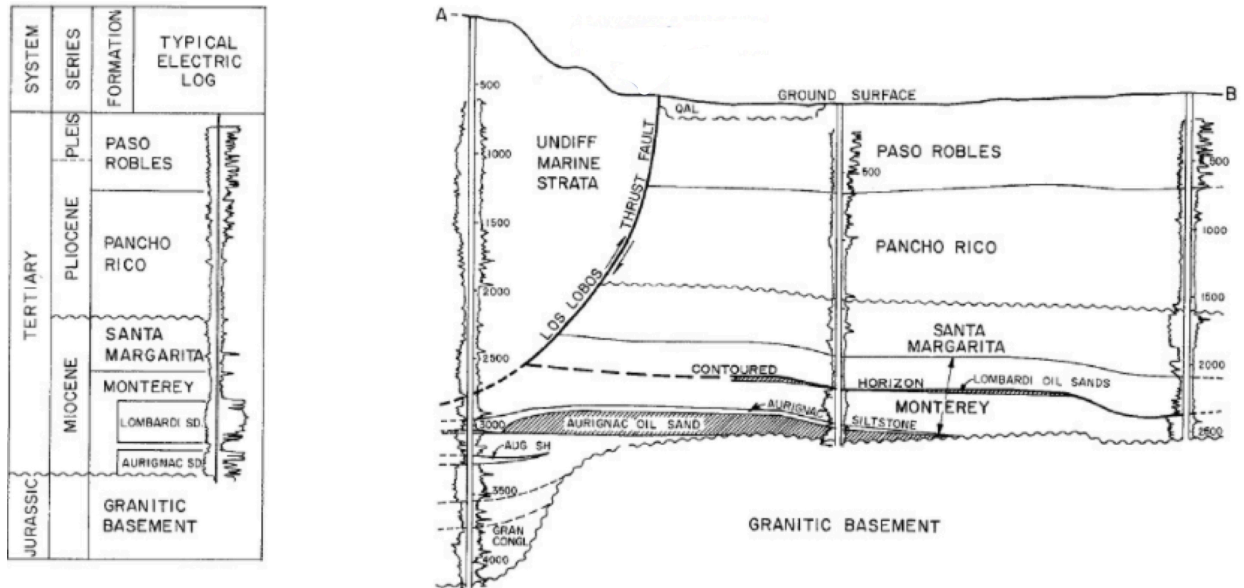 SYSTEM
SERIES
FORMATION
TYPICAL
ELECTRIC
LOG
TERTIARY
JURASSIC
PLEIS
PLIOCENE
MIOCENE
PASO
ROBLES
PANCHO
RICO
SANTA
MARGARITA
MONTEREY
LOMBARDI SD.
AURIGNAC SD
GRANITIC
BASEMENT
A
B
500
1000
1500
2000
2500
3000
3500
4000
UNDIFF
MARINE
STRATA
LOS LOBOS THRUST FAULT
GROUND SURFACE
QAL
PASO ROBLES
500
500
PANCHO RICO
1000
1500
SANTA
MARGARITA
2000
CONTOURED HORIZON
LOMBARDI OIL SANDS
MONTEREY
AURIGNAC SILTSTONE
2500
AURIGNAC OIL SAND
AUG SH
GRAN
CONGL
GRANITIC BASEMENT